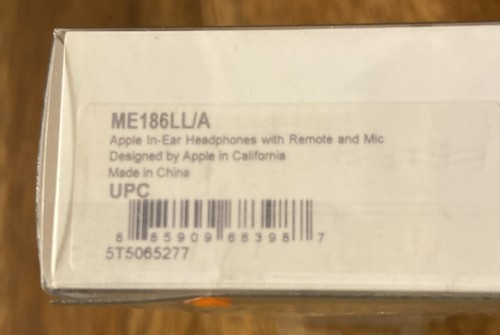 ME186LL/A
Apple In-Ear Headphones with Remote and Mic
Designed by Apple in California
Made in China
UPC
8 85909 68398 7
5T5065277